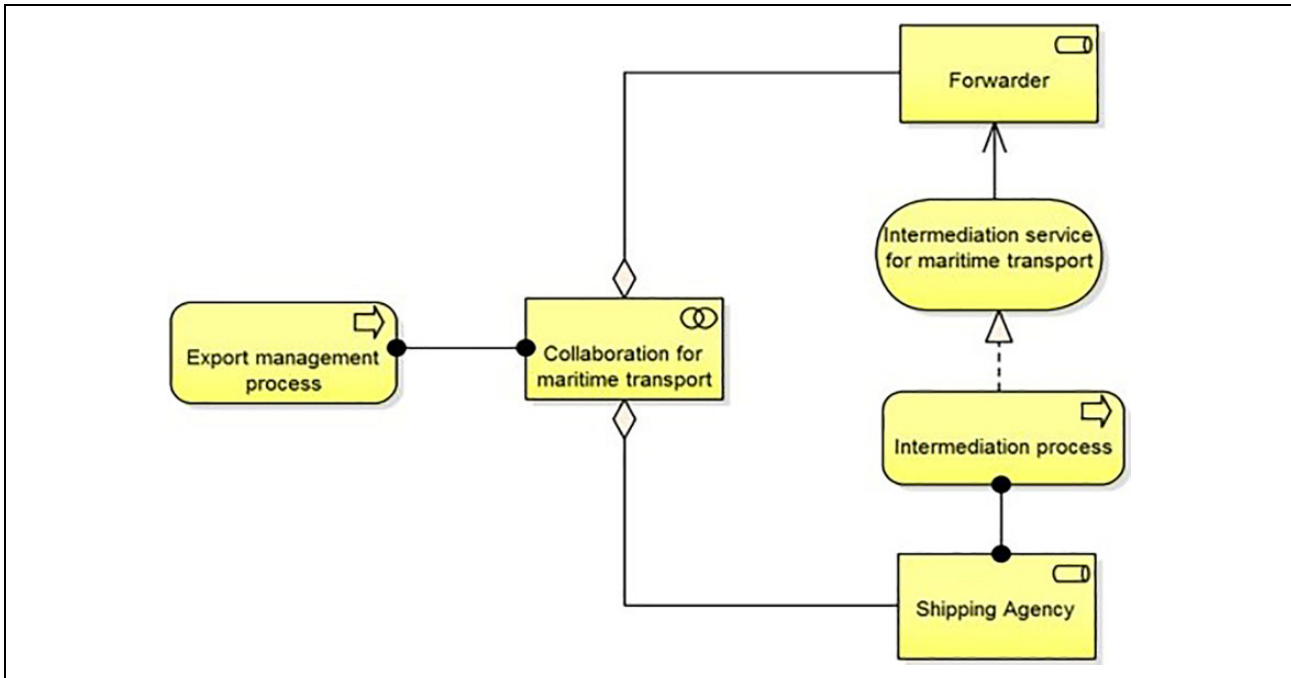 Forwarder
Intermediation service
for maritime transport
Export management
process
Collaboration for
maritime transport
Intermediation process
Shipping Agency